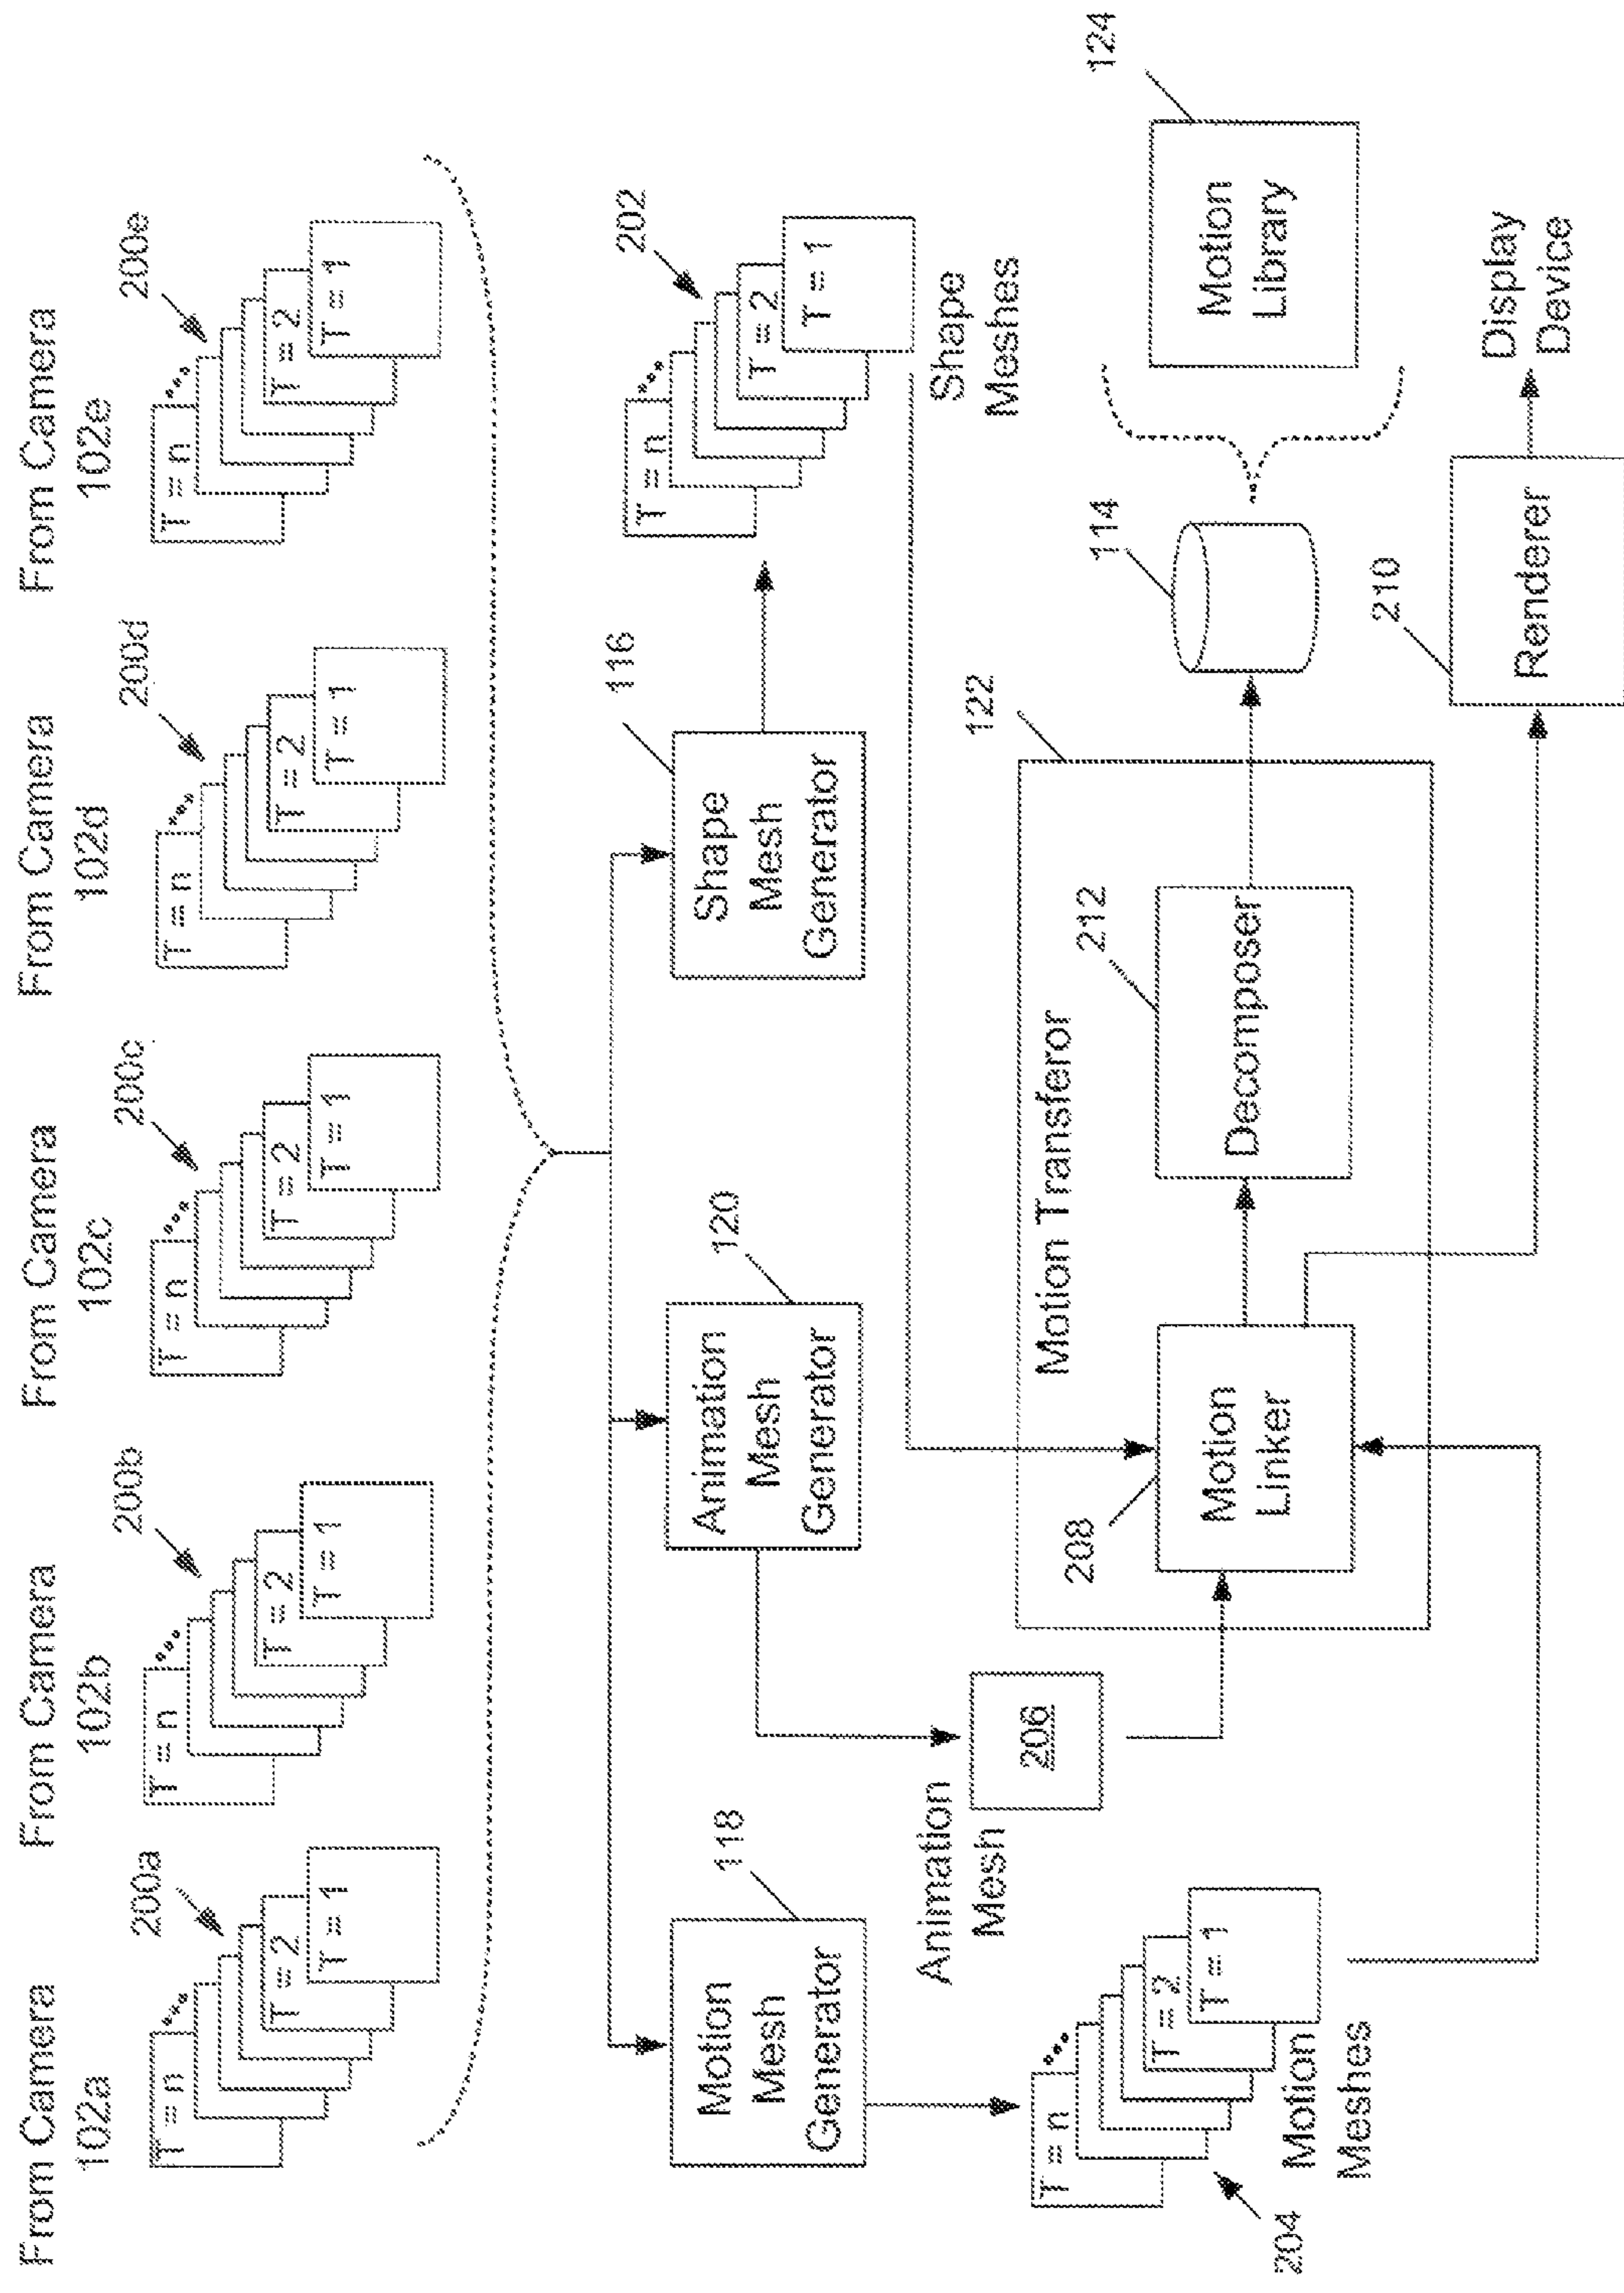 From Camera
102a
From Camera
102b
From Camera
102c
From Camera
102d
From Camera
102e
200a
T = n
T = 2
T = 1
200b
T = n
T = 2
T = 1
200c
T = n
T = 2
T = 1
200d
T = n
T = 2
T = 1
200e
T = n
T = 2
T = 1
118
Motion
Mesh
Generator
120
Animation
Mesh
Generator
116
Shape
Mesh
Generator
202
T = n
T = 2
T = 1
Shape
Meshes
Animation
Mesh
206
204
T = n
T = 2
T = 1
Motion
Meshes
122
Motion Transferor
208
Motion
Linker
212
Decomposer
114
124
Motion
Library
210
Renderer
Display
Device